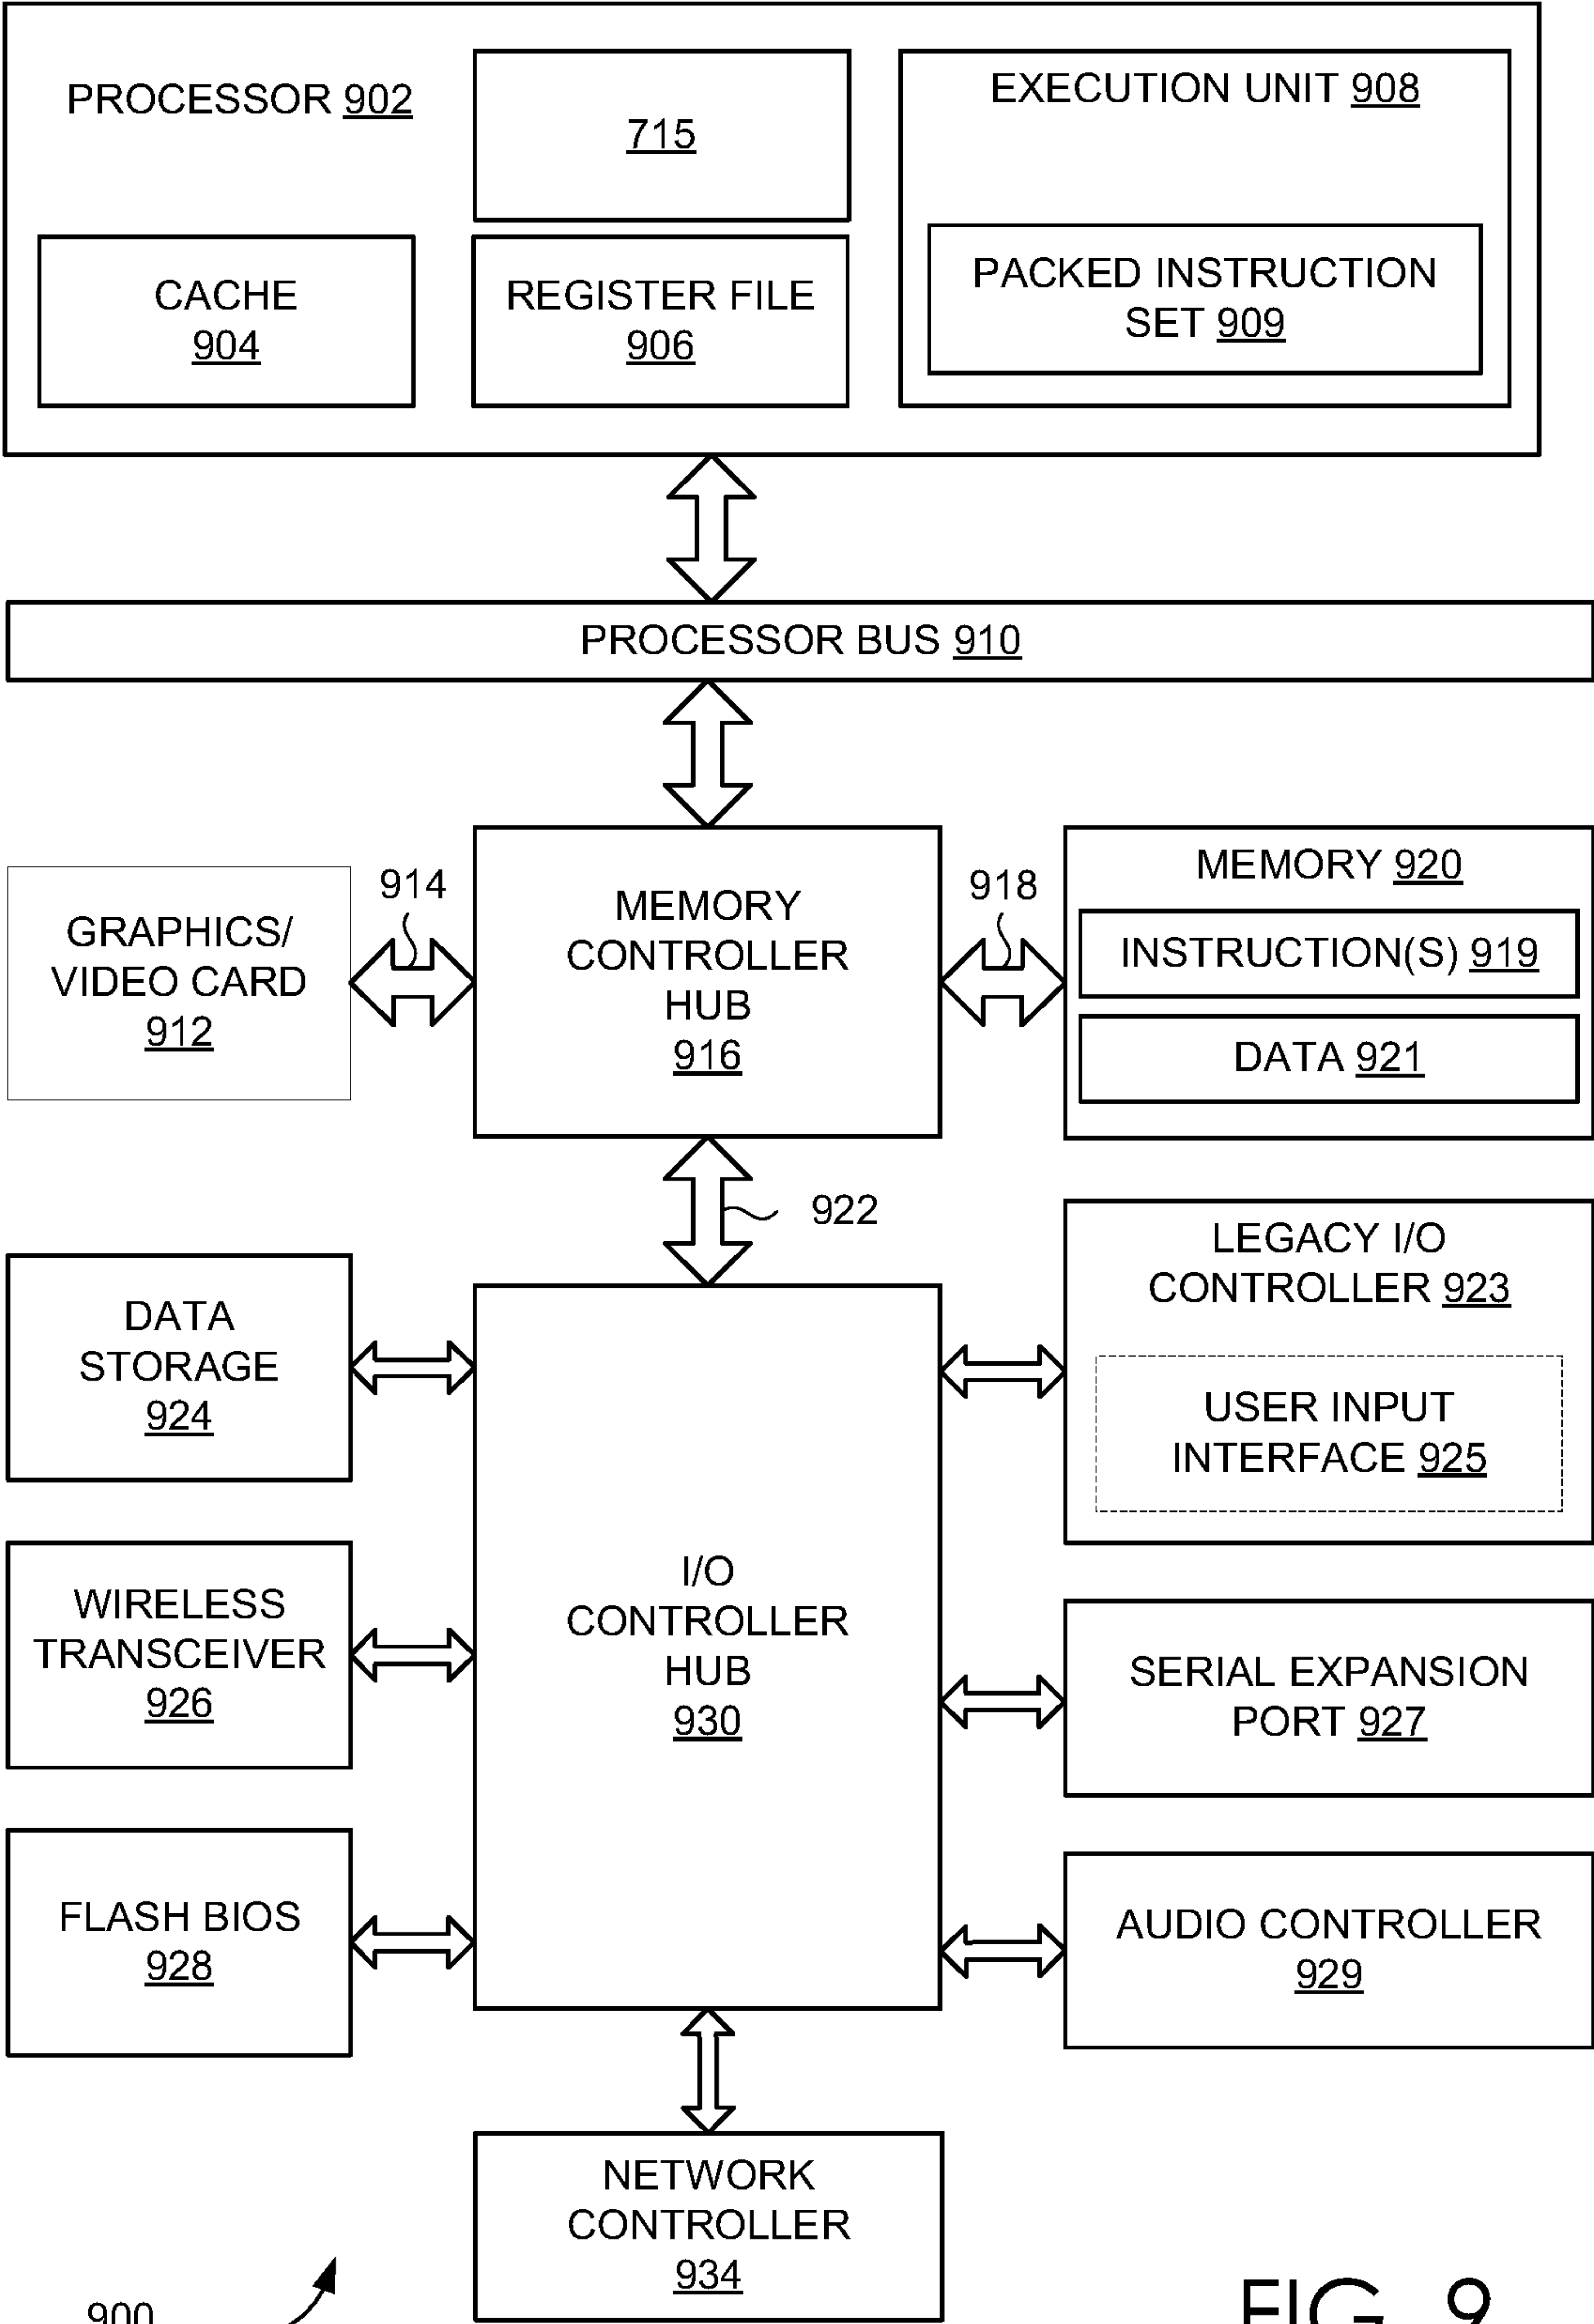 PROCESSOR 902
715
EXECUTION UNIT 908
CACHE
904
REGISTER FILE
906
PACKED INSTRUCTION
SET 909
PROCESSOR BUS 910
GRAPHICS/
VIDEO CARD
912
914
MEMORY
CONTROLLER
HUB
916
918
MEMORY 920
INSTRUCTION(S) 919
DATA 921
922
DATA
STORAGE
924
LEGACY I/O
CONTROLLER 923
USER INPUT
INTERFACE 925
WIRELESS
TRANSCEIVER
926
I/O
CONTROLLER
HUB
930
SERIAL EXPANSION
PORT 927
FLASH BIOS
928
AUDIO CONTROLLER
929
NETWORK
CONTROLLER
934
900
FIG. 9